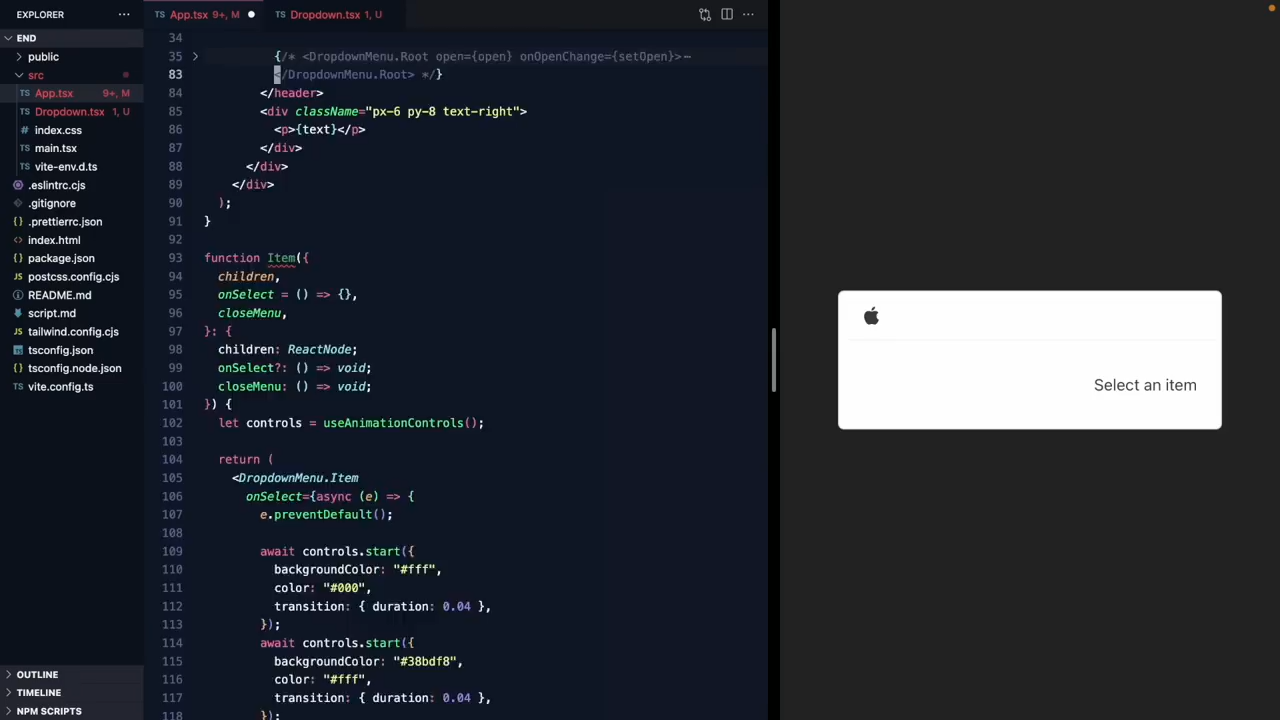 EXPLORER
END
public
src
App.tsx 9+, M
Dropdown.tsx 1, U
index.css
main.tsx
vite-env.d.ts
.eslintrc.cjs
.gitignore
.prettierrc.json
index.html
package.json
postcss.config.cjs
README.md
script.md
tailwind.config.cjs
tsconfig.json
tsconfig.node.json
vite.config.ts
OUTLINE
TIMELINE
NPM SCRIPTS
TS App.tsx 9+, M
TS Dropdown.tsx 1, U
34
35 {/* <DropdownMenu.Root open={open} onOpenChange={setOpen}>⋯
83 </DropdownMenu.Root> */}
84 </header>
85 <div className="px-6 py-8 text-right">
86 <p>{text}</p>
87 </div>
88 </div>
89 </div>
90 );
91 }
92
93 function Item({
94 children,
95 onSelect = () => {},
96 closeMenu,
97 }: {
98 children: ReactNode;
99 onSelect?: () => void;
100 closeMenu: () => void;
101 }) {
102 let controls = useAnimationControls();
103
104 return (
105 <DropdownMenu.Item
106 onSelect={async (e) => {
107 e.preventDefault();
108
109 await controls.start({
110 backgroundColor: "#fff",
111 color: "#000",
112 transition: { duration: 0.04 },
113 });
114 await controls.start({
115 backgroundColor: "#38bdf8",
116 color: "#fff",
117 transition: { duration: 0.04 },
118 });
Select an item